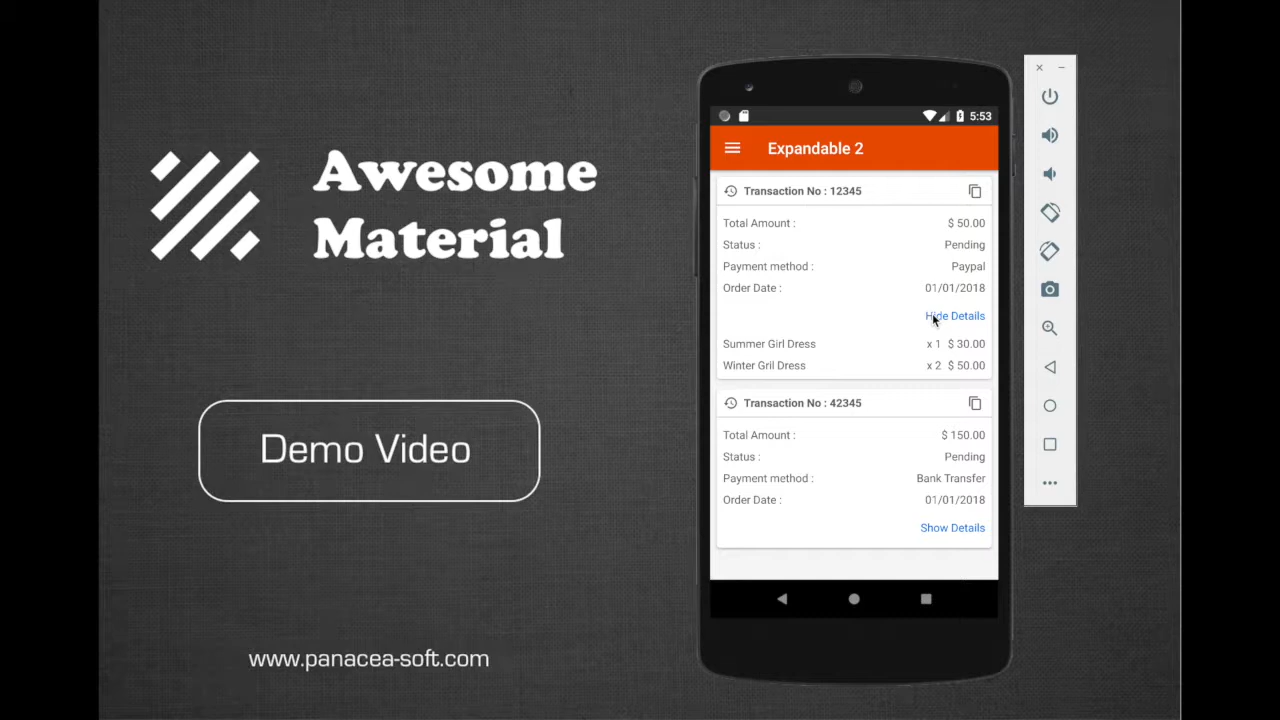 Awesome
Material
Demo Video
www.panacea-soft.com
5:53
Expandable 2
Transaction No : 12345
Total Amount : $ 50.00
Status : Pending
Payment method : Paypal
Order Date : 01/01/2018
Hide Details
Summer Girl Dress x 1 $ 30.00
Winter Gril Dress x 2 $ 50.00
Transaction No : 42345
Total Amount : $ 150.00
Status : Pending
Payment method : Bank Transfer
Order Date : 01/01/2018
Show Details